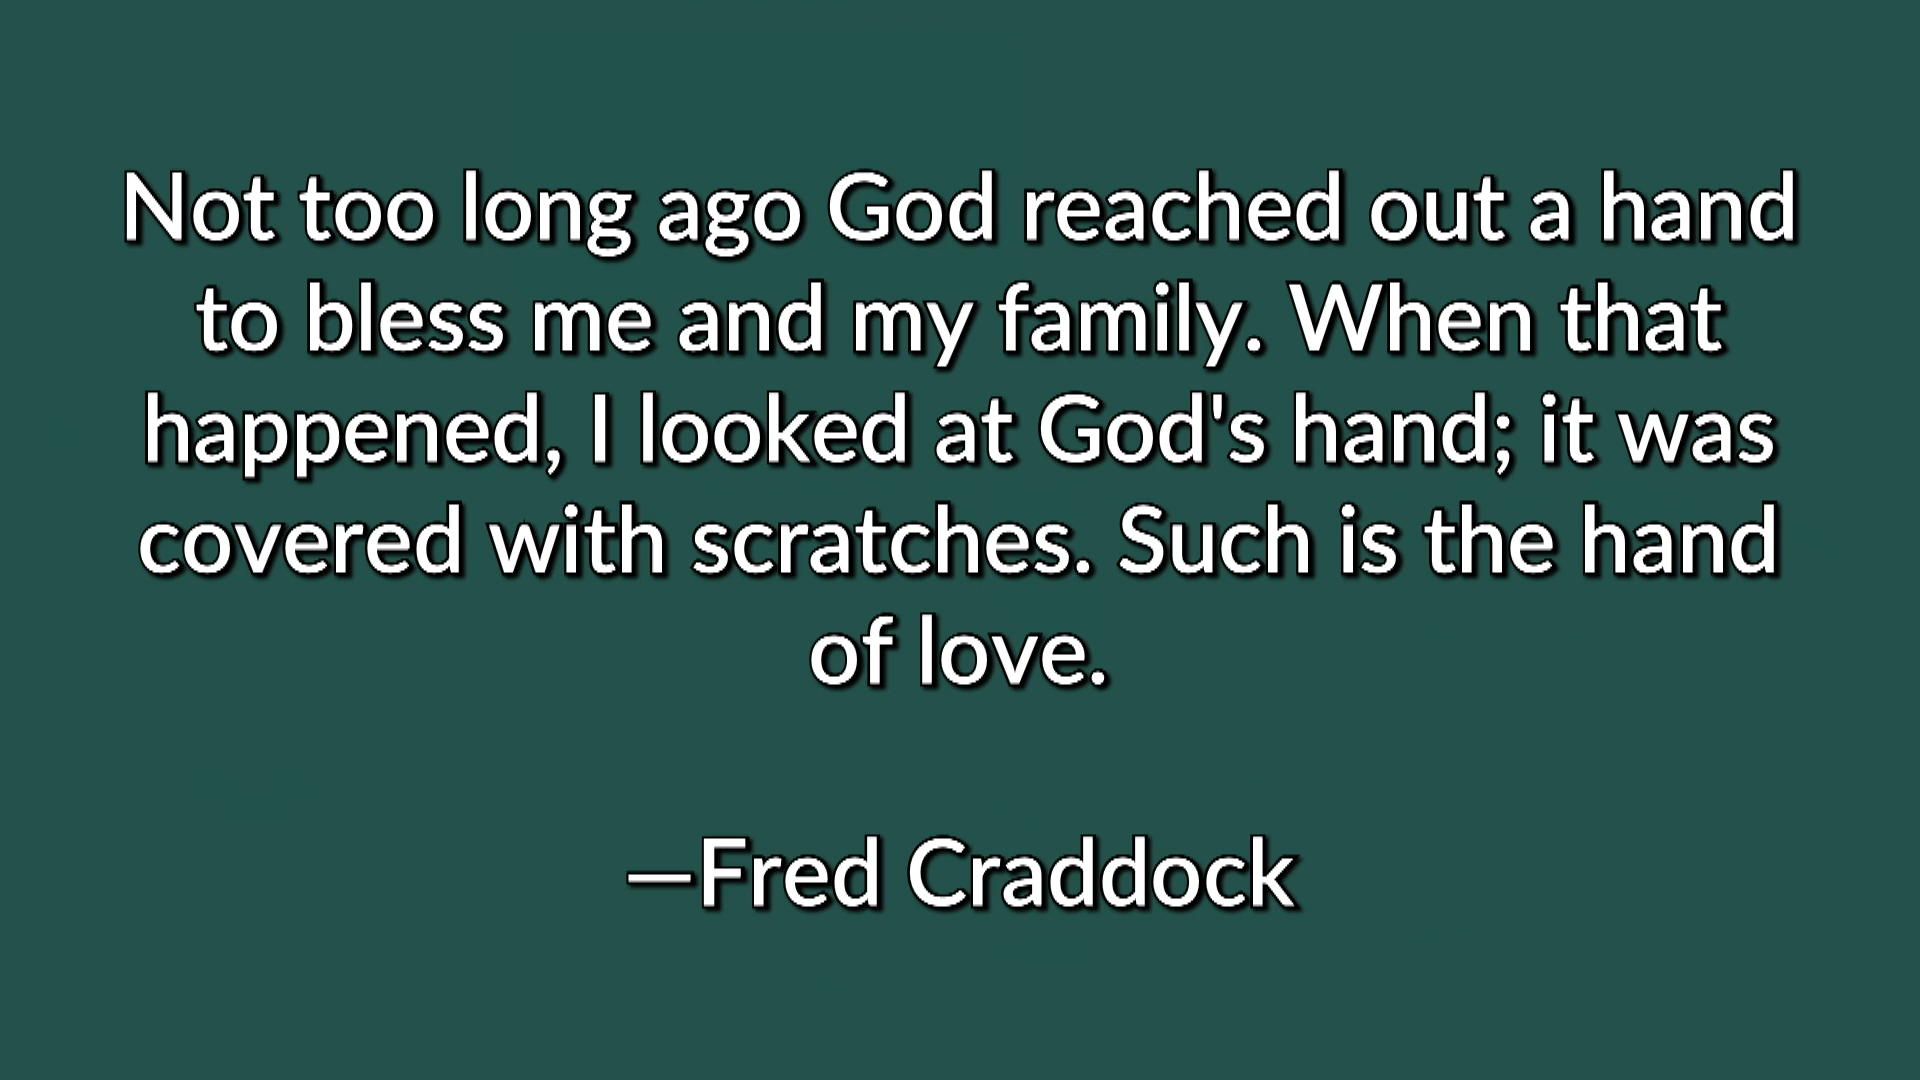 Not too long ago God reached out a hand
to bless me and my family. When that
happened, I looked at God's hand; it was
covered with scratches. Such is the hand
of love.
—Fred Craddock